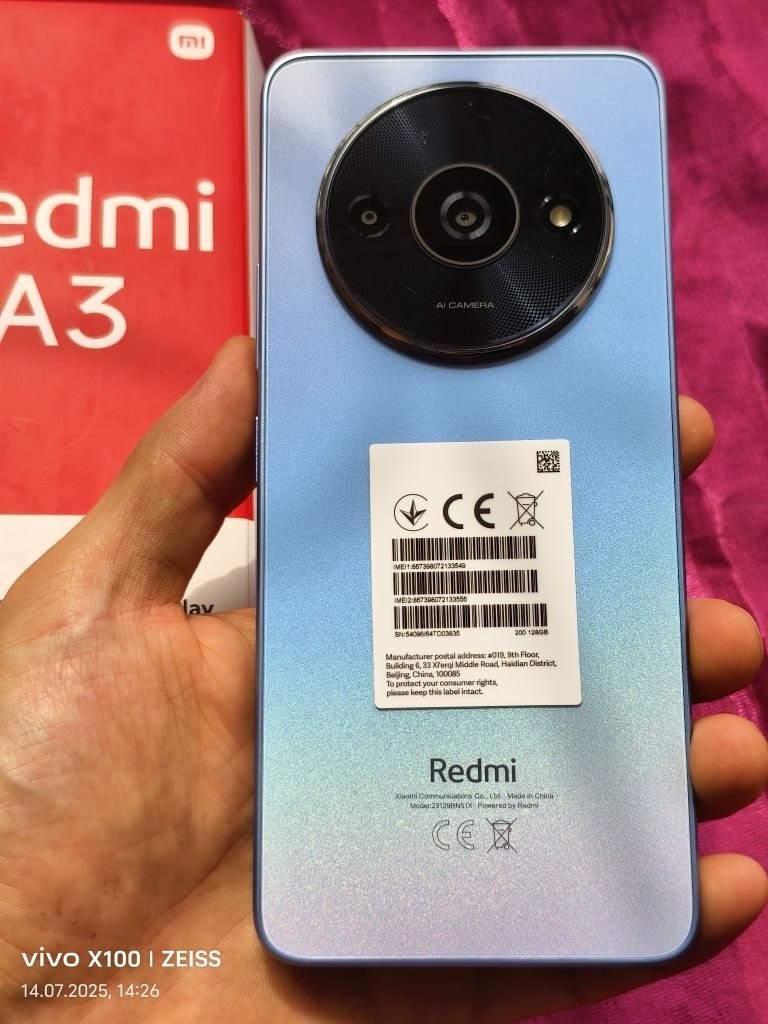 mi
edmi
A3
AI CAMERA
CE
IMEI1:867398072133549
IMEI2:867398072133556
SN:54096/64TD03835 200 128GB
Manufacturer postal address: #019, 9th Floor,
Building 6, 33 Xi'erqi Middle Road, Haidian District,
Beijing, China, 100085
To protect your consumer rights,
please keep this label intact.
lay
Redmi
Xiaomi Communications Co., Ltd. Made in China
Model:23129RN51X Powered by Redmi
CE
vivo X100 | ZEISS
14.07.2025, 14:26